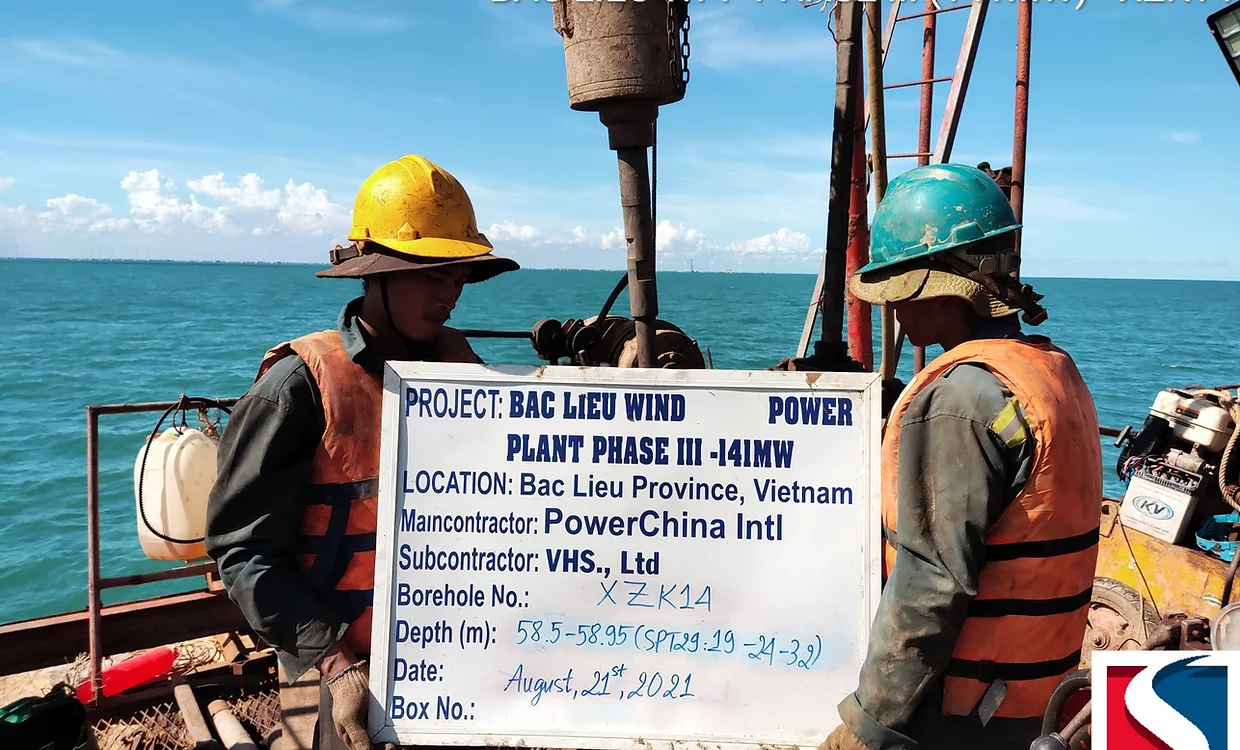 PROJECT: BAC LIEU WIND POWER
PLANT PHASE III -141MW
LOCATION: Bac Lieu Province, Vietnam
Maincontractor: PowerChina Intl
Subcontractor: VHS., Ltd
Borehole No.: XZK14
Depth (m): 58.5-58.95 (SPT29:19-24-32)
Date: August, 21st, 2021
Box No.:
KV